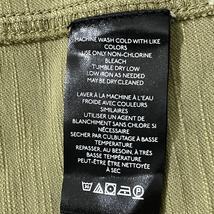 MACHINE WASH COLD WITH LIKE
COLORS
USE ONLY NON-CHLORINE
BLEACH
TUMBLE DRY LOW
LOW IRON AS NEEDED
MAY BE DRY CLEANED
LAVER À LA MACHINE À L'EAU
FROIDE AVEC COULEURS
SIMILAIRES
UTILISER UN AGENT DE
BLANCHIMENT SANS CHLORE SI
NÉCESSAIRE
SÉCHER PAR CULBUTAGE À BASSE
TEMPÉRATURE
REPASSER, AU BESOIN, À BASSE
TEMPÉRATURE
PEUT-ÊTRE NETTOYÉ
À SEC